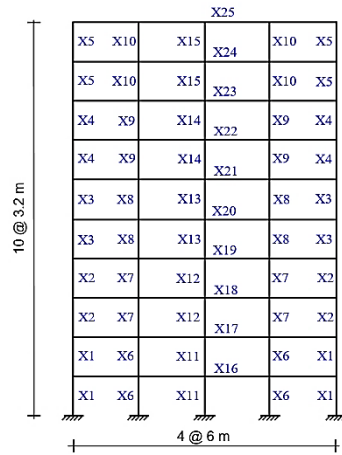 X25
X5 X10 X15 X10 X5
X24
X5 X10 X15 X10 X5
X23
X4 X9 X14 X9 X4
X22
X4 X9 X14 X9 X4
X21
X3 X8 X13 X8 X3
X20
X3 X8 X13 X8 X3
X19
X2 X7 X12 X7 X2
X18
X2 X7 X12 X7 X2
X17
X1 X6 X11 X6 X1
X16
X1 X6 X11 X6 X1
10 @ 3.2 m
4 @ 6 m